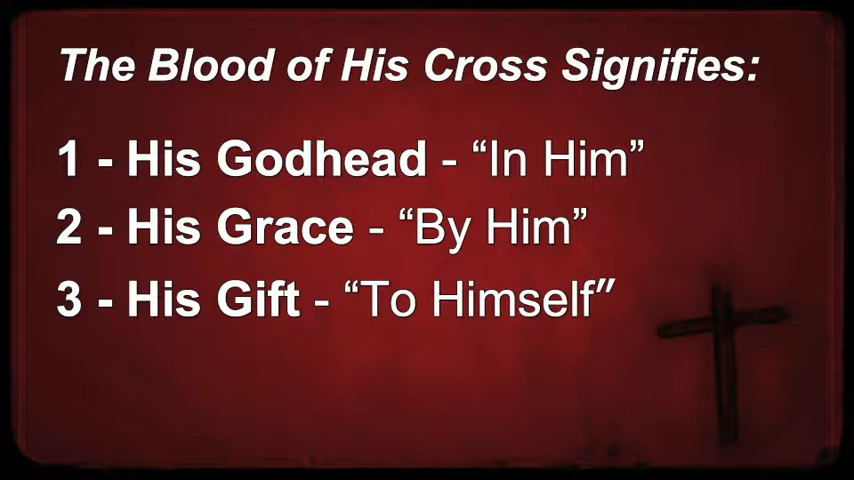 The Blood of His Cross Signifies:
1 - His Godhead - “In Him”
2 - His Grace - “By Him”
3 - His Gift - “To Himself”